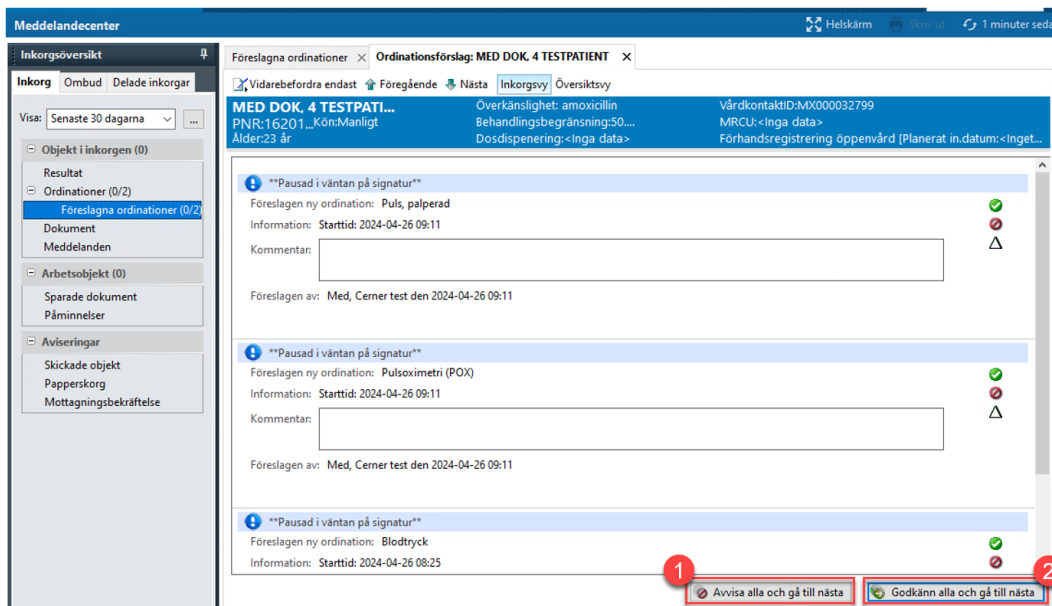 Meddelandecenter
Helskärm Skriv ut 1 minuter seda
Inkorgsöversikt
Inkorg Ombud Delade inkorgar
Visa: Senaste 30 dagarna ...
Objekt i inkorgen (0)
Resultat
Ordinationer (0/2)
Föreslagna ordinationer (0/2)
Dokument
Meddelanden
Arbetsobjekt (0)
Sparade dokument
Påminnelser
Aviseringar
Skickade objekt
Papperskorg
Mottagningsbekräftelse
Föreslagna ordinationer Ordinationsförslag: MED DOK, 4 TESTPATIENT
Vidarebefordra endast Föregående Nästa Inkorgsvy Översiktsvy
MED DOK, 4 TESTPATI... Överkänslighet: amoxicillin VårdkontaktID:MX000032799
PNR:16201...Kön:Manligt Behandlingsbegränsning:50.... MRCU:<Inga data>
Ålder:23 år Dosdispenering:<Inga data> Förhandsregistrering öppenvård [Planerat in.datum:<Inget...
**Pausad i väntan på signatur**
Föreslagen ny ordination: Puls, palperad
Information: Starttid: 2024-04-26 09:11
Kommentar:
Föreslagen av: Med, Cerner test den 2024-04-26 09:11
**Pausad i väntan på signatur**
Föreslagen ny ordination: Pulsoximetri (POX)
Information: Starttid: 2024-04-26 09:11
Kommentar:
Föreslagen av: Med, Cerner test den 2024-04-26 09:11
**Pausad i väntan på signatur**
Föreslagen ny ordination: Blodtryck
Information: Starttid: 2024-04-26 08:25
1 2
Avvisa alla och gå till nästa Godkänn alla och gå till nästa